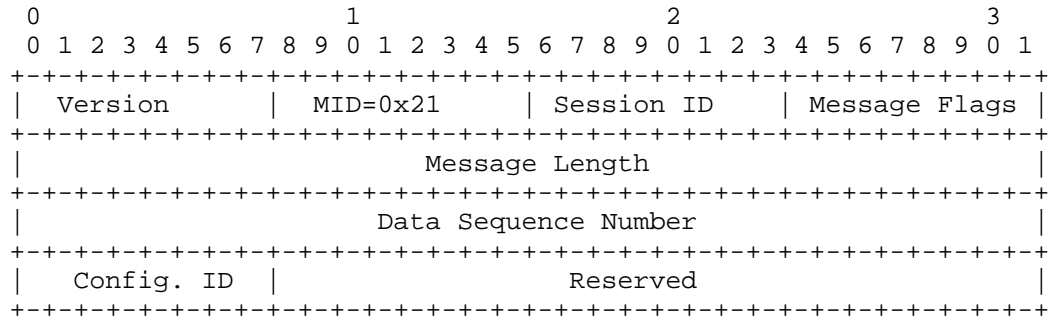 0                   1                   2                   3
 0 1 2 3 4 5 6 7 8 9 0 1 2 3 4 5 6 7 8 9 0 1 2 3 4 5 6 7 8 9 0 1
+-+-+-+-+-+-+-+-+-+-+-+-+-+-+-+-+-+-+-+-+-+-+-+-+-+-+-+-+-+-+-+-+
|  Version      |  MID=0x21     | Session ID    | Message Flags |
+-+-+-+-+-+-+-+-+-+-+-+-+-+-+-+-+-+-+-+-+-+-+-+-+-+-+-+-+-+-+-+-+
|                         Message Length                        |
+-+-+-+-+-+-+-+-+-+-+-+-+-+-+-+-+-+-+-+-+-+-+-+-+-+-+-+-+-+-+-+-+
|                      Data Sequence Number                     |
+-+-+-+-+-+-+-+-+-+-+-+-+-+-+-+-+-+-+-+-+-+-+-+-+-+-+-+-+-+-+-+-+
|   Config. ID  |                  Reserved                     |
+-+-+-+-+-+-+-+-+-+-+-+-+-+-+-+-+-+-+-+-+-+-+-+-+-+-+-+-+-+-+-+-+